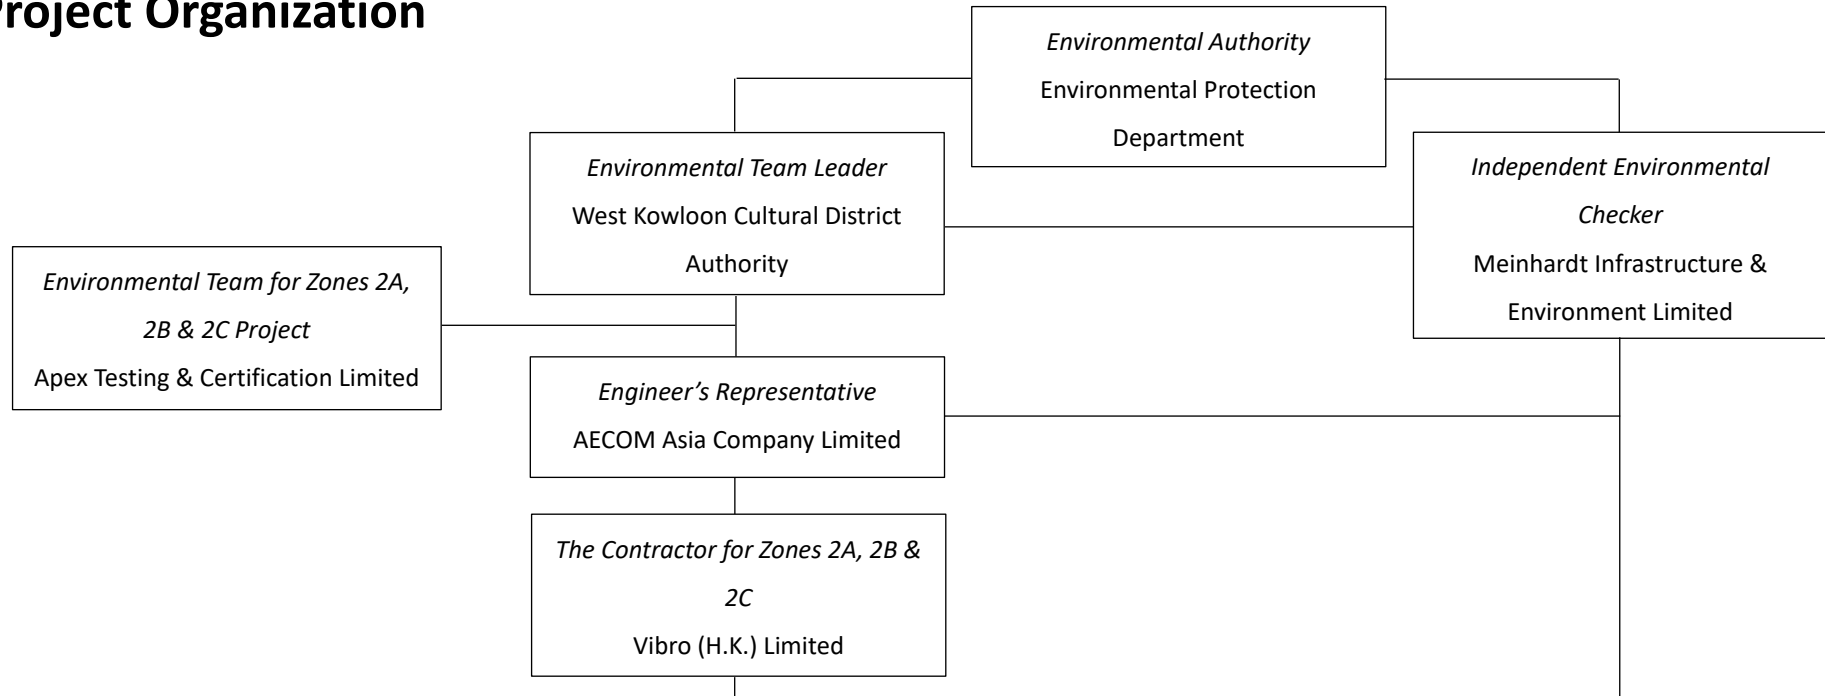 Project Organization
Environmental Authority
Environmental Protection
Department
Environmental Team Leader
West Kowloon Cultural District
Authority
Independent Environmental
Checker
Meinhardt Infrastructure &
Environment Limited
Environmental Team for Zones 2A,
2B & 2C Project
Apex Testing & Certification Limited
Engineer’s Representative
AECOM Asia Company Limited
The Contractor for Zones 2A, 2B &
2C
Vibro (H.K.) Limited